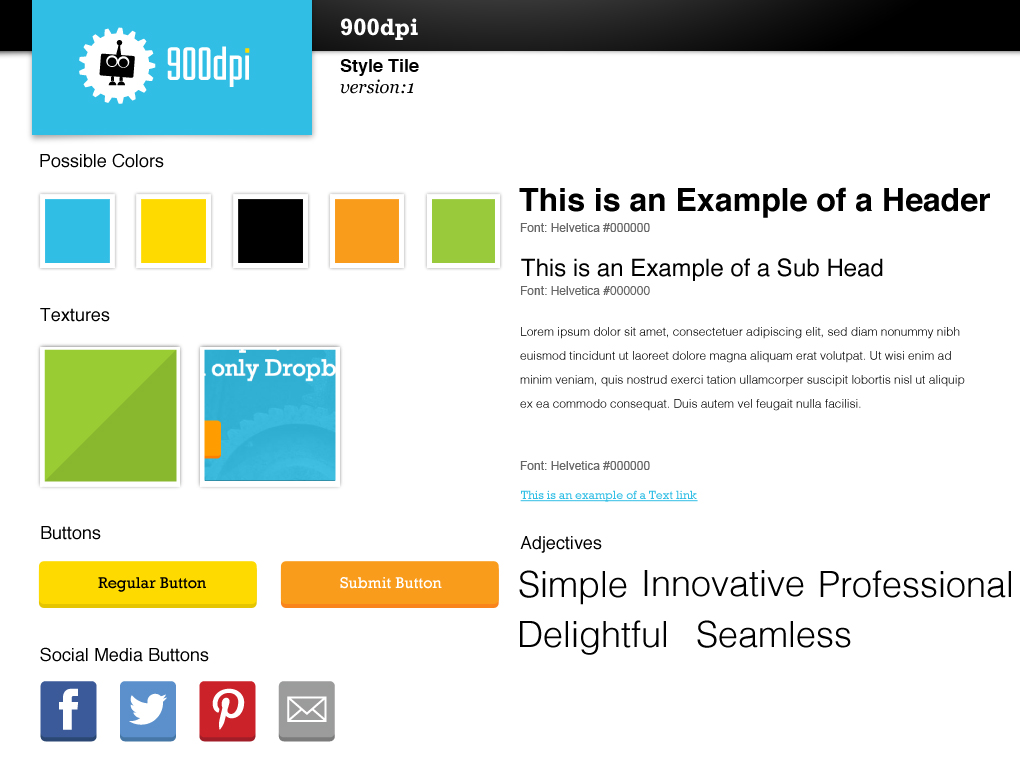 900dpi
900dpi
Style Tile
version:1
Possible Colors
This is an Example of a Header
Font: Helvetica #000000
This is an Example of a Sub Head
Font: Helvetica #000000
Textures
only Dropb
Lorem ipsum dolor sit amet, consectetuer adipiscing elit, sed diam nonummy nibh
euismod tincidunt ut laoreet dolore magna aliquam erat volutpat. Ut wisi enim ad
minim veniam, quis nostrud exerci tation ullamcorper suscipit lobortis nisl ut aliquip
ex ea commodo consequat. Duis autem vel feugait nulla facilisi.
Font: Helvetica #000000
This is an example of a Text link
Buttons
Regular Button
Submit Button
Adjectives
Simple Innovative Professional
Delightful Seamless
Social Media Buttons